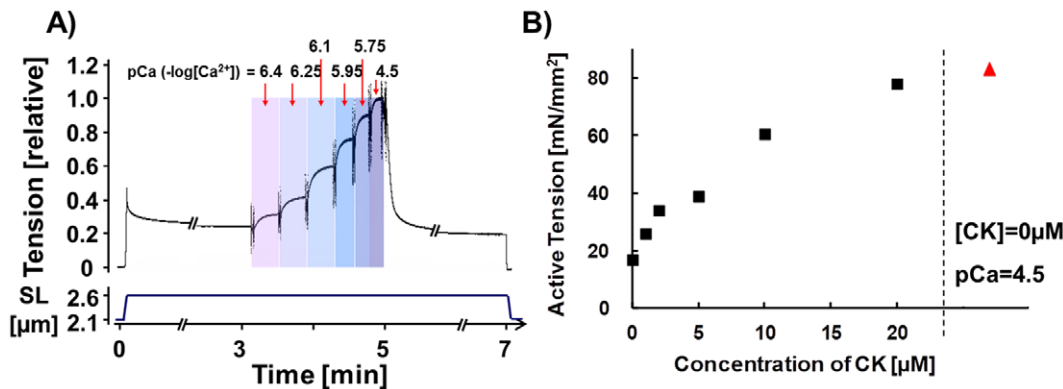 A)
B)
6.1
5.75
pCa (-log[Ca²⁺]) = 6.4
6.25
5.95
4.5
Tension [relative]
1.2
1.0
0.8
0.6
0.4
0.2
0
SL
[µm]
2.6
2.1
0
3
5
7
Time [min]
Active Tension [mN/mm²]
80
60
40
20
0
[CK]=0µM
pCa=4.5
0
5
10
15
20
Concentration of CK [µM]